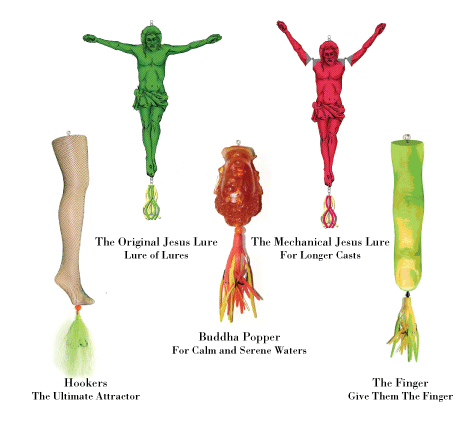 The Original Jesus Lure
Lure of Lures
The Mechanical Jesus Lure
For Longer Casts
Buddha Popper
For Calm and Serene Waters
Hookers
The Ultimate Attractor
The Finger
Give Them The Finger